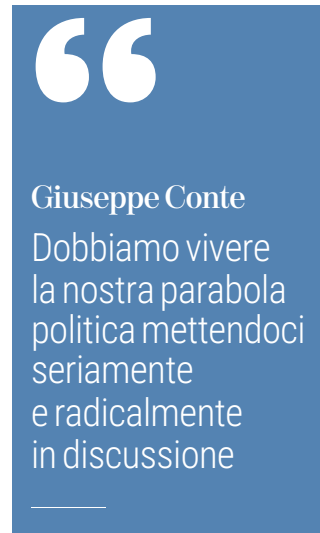 “
Giuseppe Conte
Dobbiamo vivere
la nostra parabola
politica mettendoci
seriamente
e radicalmente
in discussione